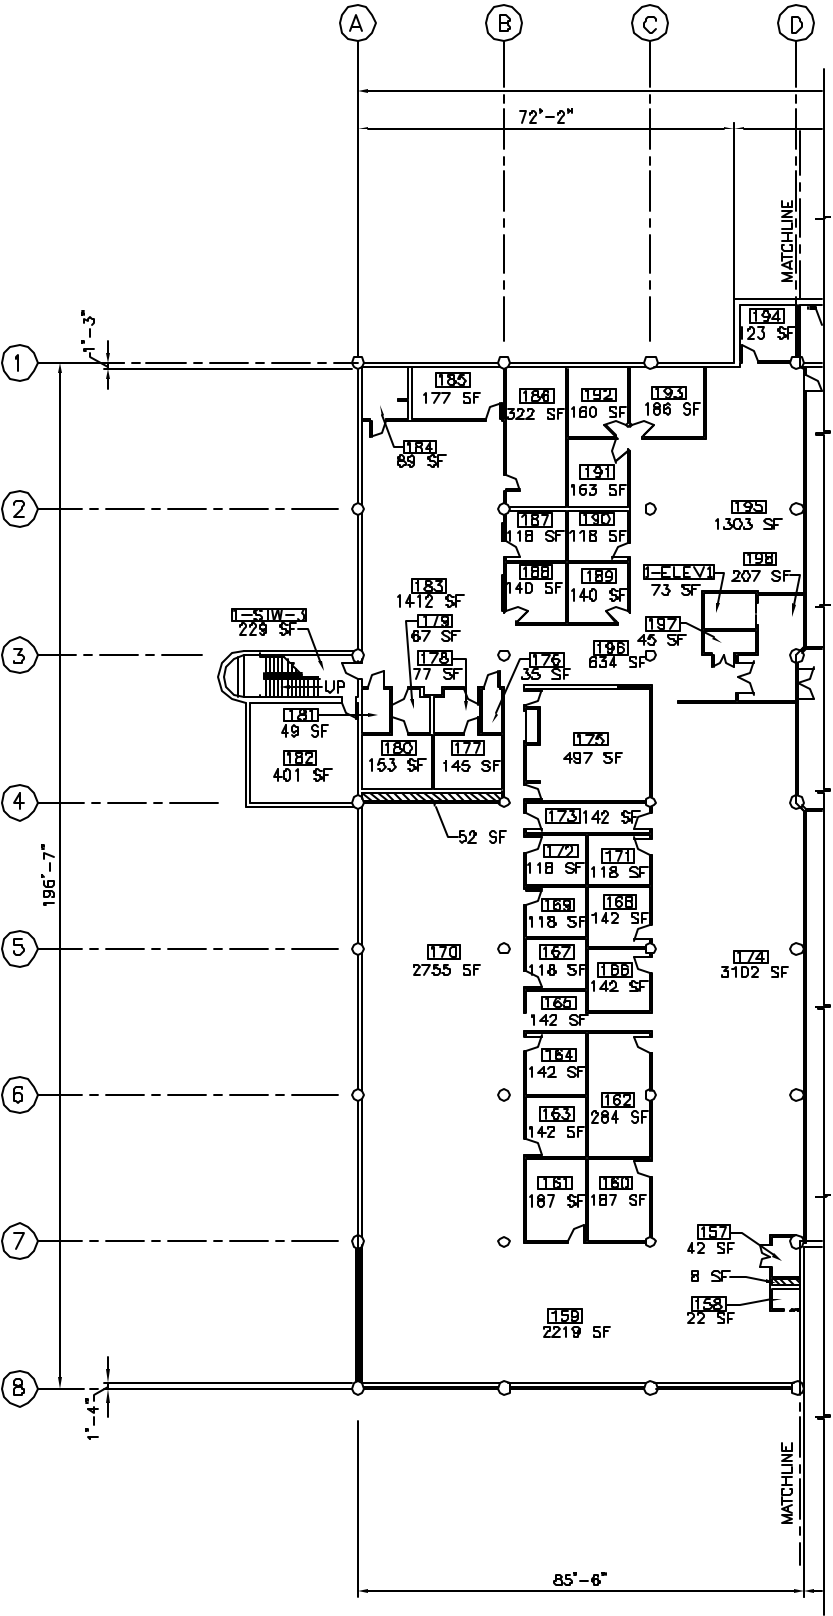 A B C D
72'-2"
MATCHLINE
1'-3"
1
194
123 SF
185
177 SF
186
322 SF
192
160 SF
193
186 SF
184
89 SF
191
163 SF
2
195
1303 SF
187
118 SF
190
118 SF
198
207 SF
188
140 SF
189
140 SF
1-ELEV1
73 SF
183
1412 SF
1-STW-3
229 SF
179
67 SF
197
45 SF
3
178
77 SF
176
35 SF
196
634 SF
UP
181
49 SF
182
401 SF
180
153 SF
177
145 SF
175
497 SF
4
173 142 SF
52 SF
172
118 SF
171
118 SF
196'-7"
169
118 SF
168
142 SF
5
170
2755 SF
167
118 SF
166
142 SF
174
3102 SF
165
142 SF
164
142 SF
6
162
284 SF
163
142 SF
161
187 SF
160
187 SF
7
157
42 SF
8 SF
158
22 SF
159
2219 SF
8
1'-4"
MATCHLINE
85'-6"